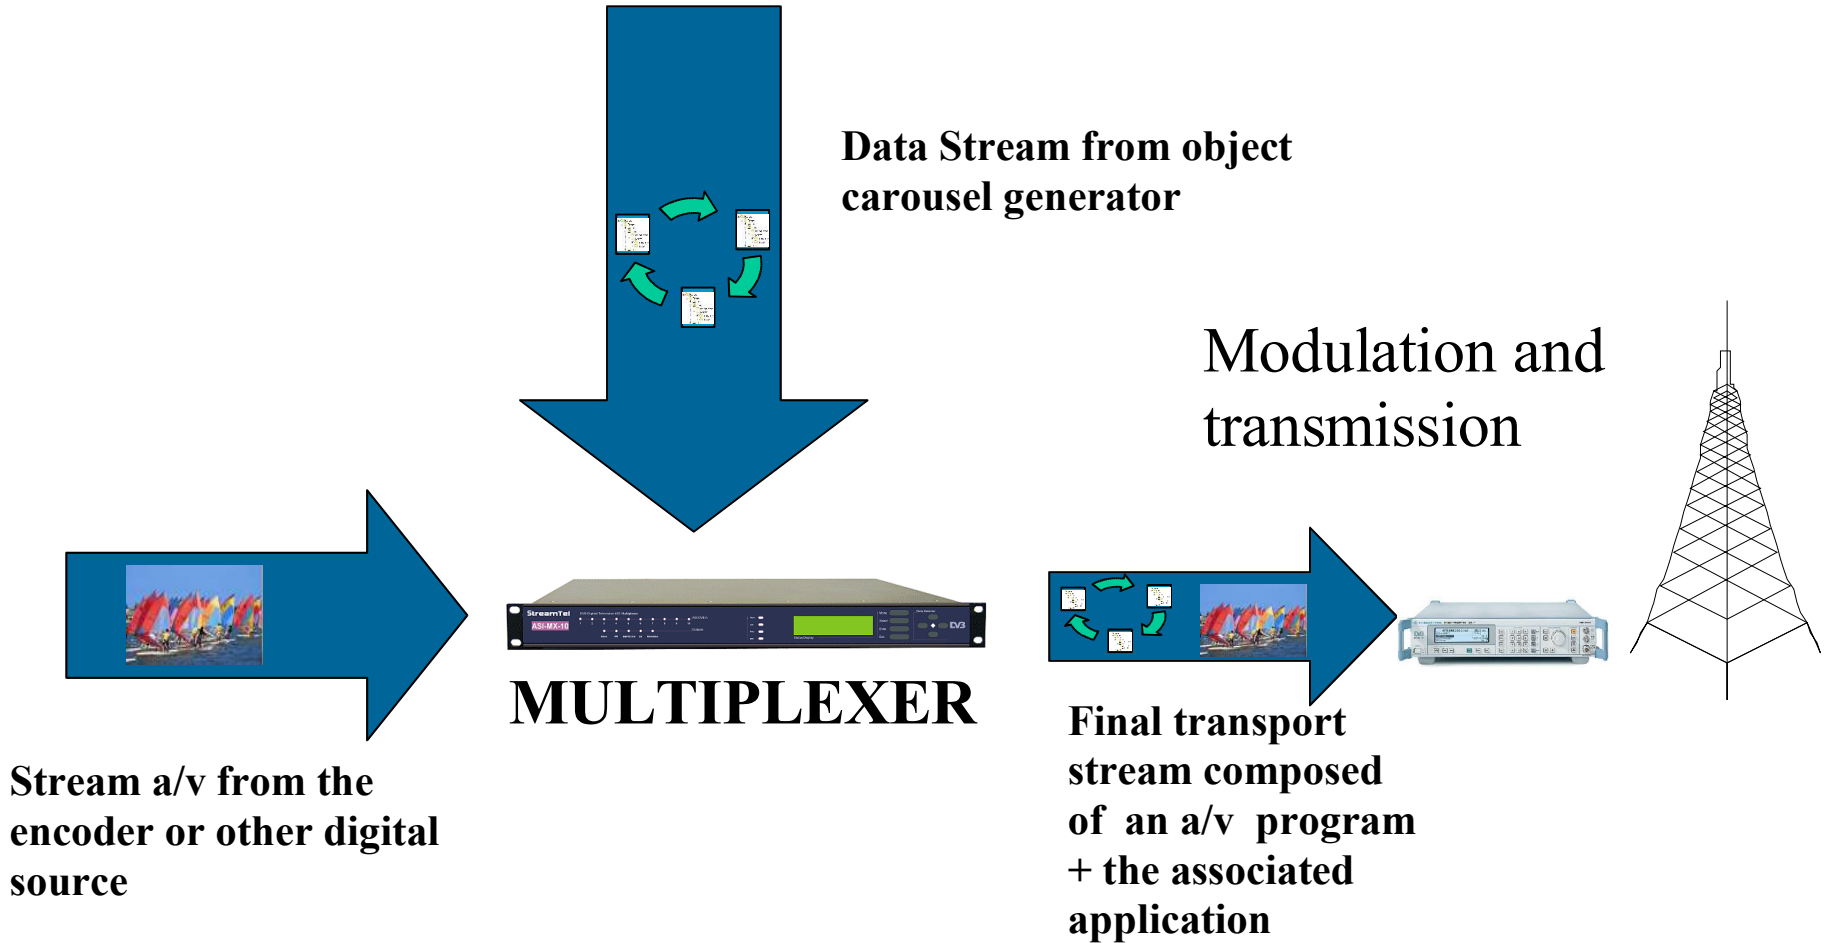 Data Stream from object
carousel generator
Modulation and
transmission
StreamTel
ASI-MX-10
DVB
MULTIPLEXER
Stream a/v from the
encoder or other digital
source
Final transport
stream composed
of an a/v program
+ the associated
application